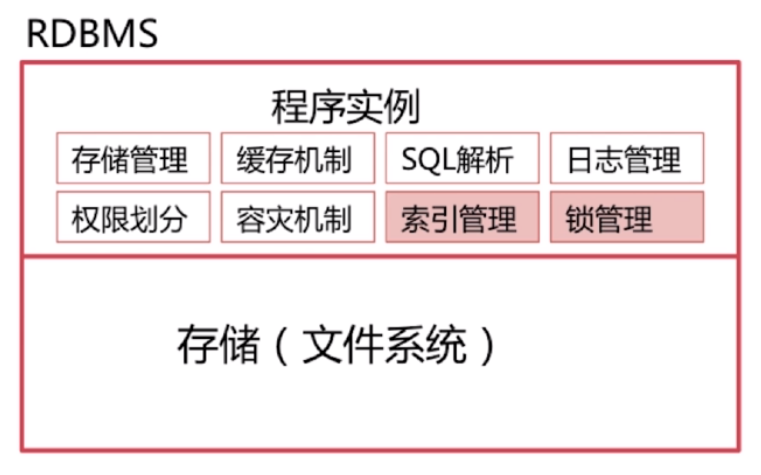 RDBMS
程序实例
存储管理 缓存机制 SQL解析 日志管理
权限划分 容灾机制 索引管理 锁管理
存储（文件系统）